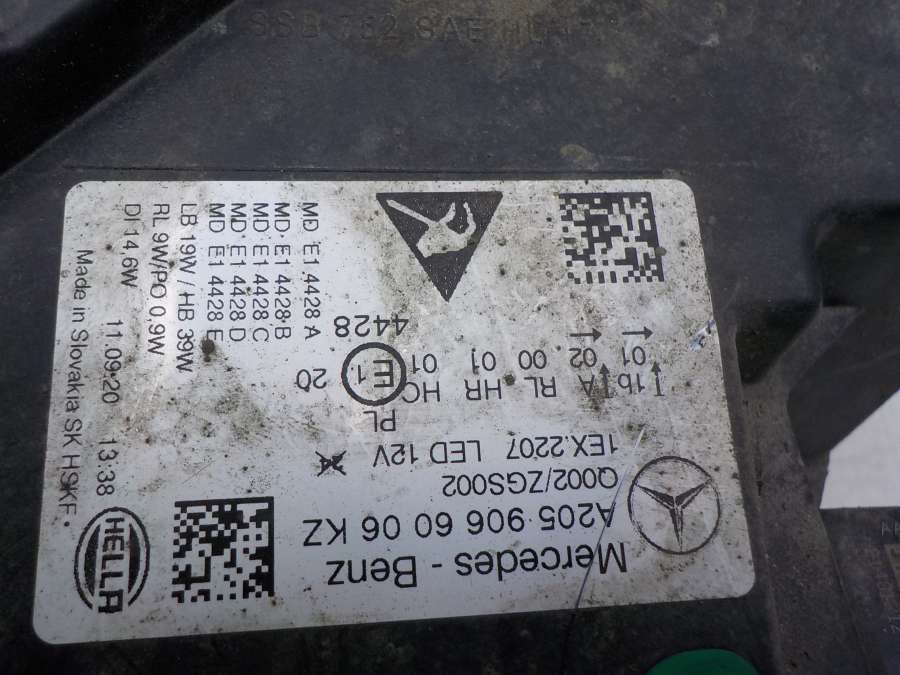 Mercedes - Benz
A205 906 60 06 KZ
Q002/ZGS002
1EX.2207 LED 12V
PL
1b A RL HR HC E1 20
01 02 00 01 01
4428
MD E1 4428 A
MD E1 4428 B
MD E1 4428 C
MD E1 4428 D
MD E1 4428 E
LB 19W / HB 39W
RL 9W/PO 0.9W
DI 14,6W
11.09.20 13:38
Made in Slovakia SK HSKF
HELLA
SAE